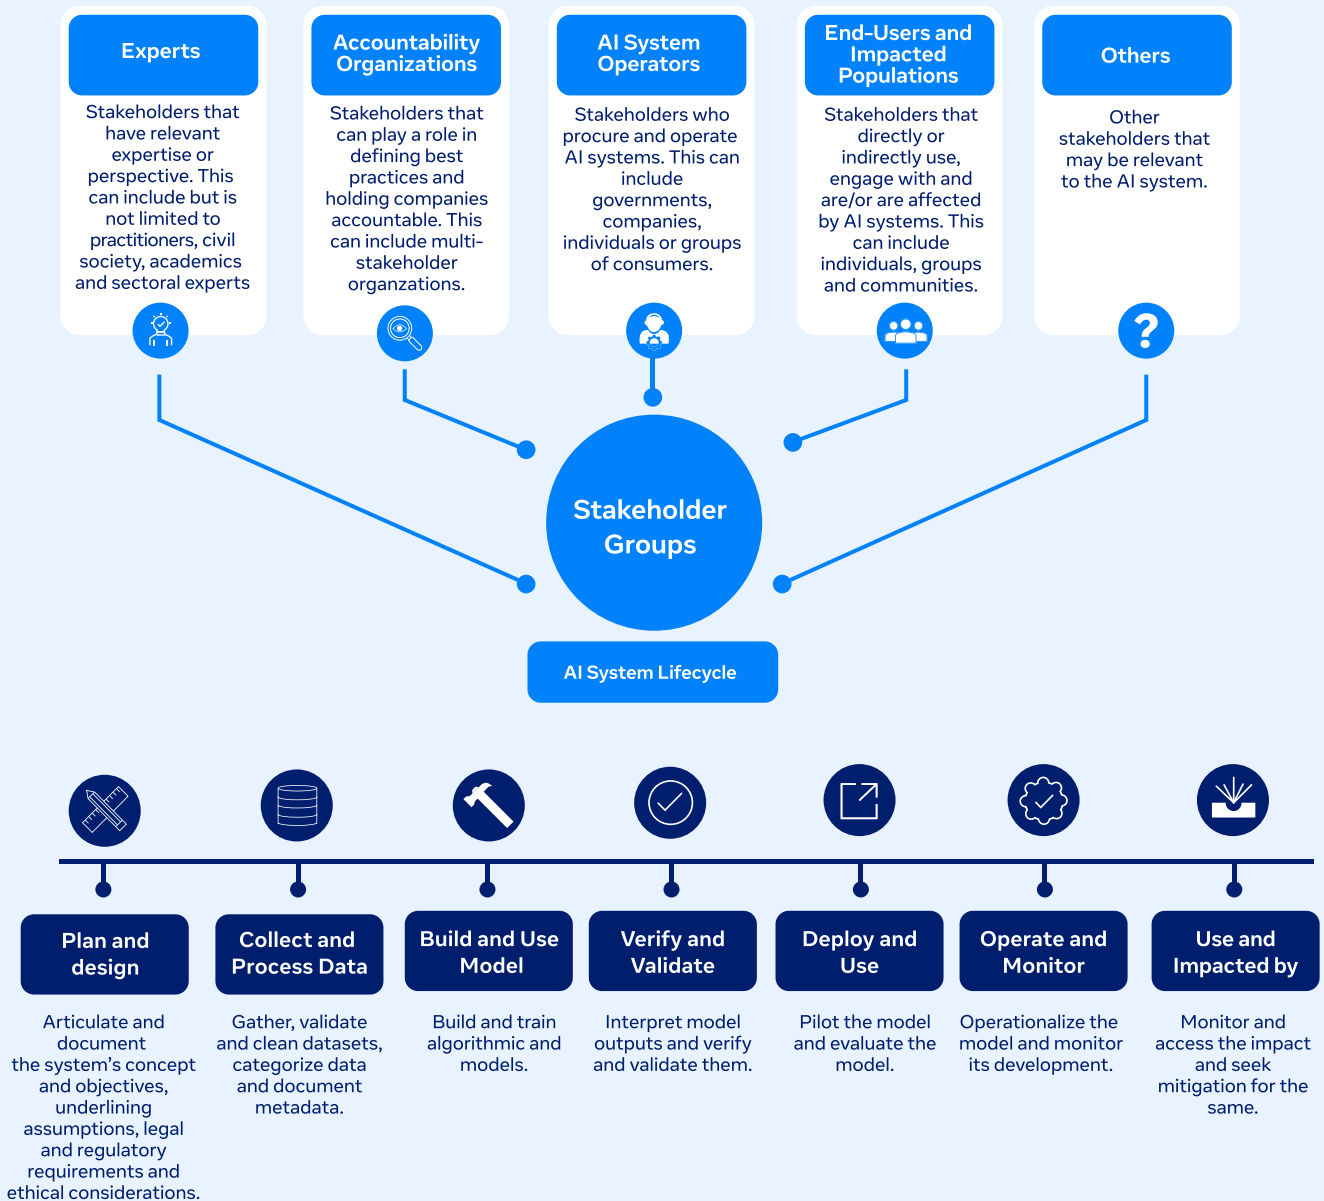 Experts
Stakeholders that
have relevant
expertise or
perspective. This
can include but is
not limited to
practitioners, civil
society, academics
and sectoral experts
Accountability
Organizations
Stakeholders that
can play a role in
defining best
practices and
holding companies
accountable. This
can include multi-
stakeholder
organzations.
AI System
Operators
Stakeholders who
procure and operate
AI systems. This can
include
governments,
companies,
individuals or groups
of consumers.
End-Users and
Impacted
Populations
Stakeholders that
directly or
indirectly use,
engage with and
are/or are affected
by AI systems. This
can include
individuals, groups
and communities.
Others
Other
stakeholders that
may be relevant
to the AI system.
?
Stakeholder
Groups
AI System Lifecycle
Plan and
design
Articulate and
document
the system’s concept
and objectives,
underlining
assumptions, legal
and regulatory
requirements and
ethical considerations.
Collect and
Process Data
Gather, validate
and clean datasets,
categorize data
and document
metadata.
Build and Use
Model
Build and train
algorithmic and
models.
Verify and
Validate
Interpret model
outputs and verify
and validate them.
Deploy and
Use
Pilot the model
and evaluate the
model.
Operate and
Monitor
Operationalize the
model and monitor
its development.
Use and
Impacted by
Monitor and
access the impact
and seek
mitigation for the
same.